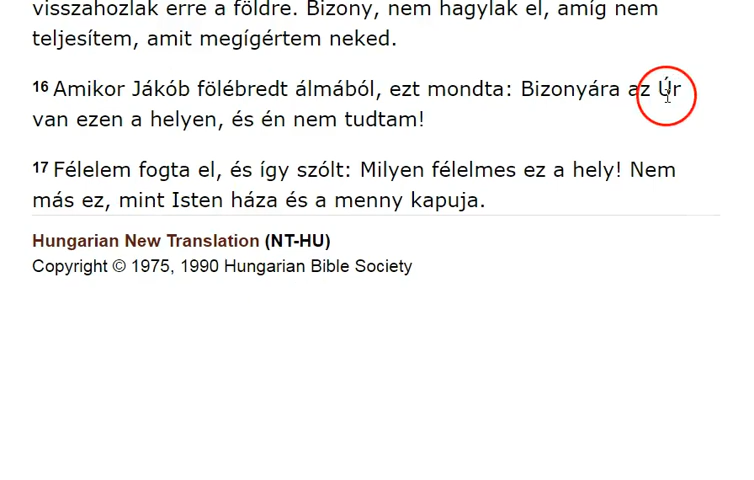 visszahozlak erre a földre. Bizony, nem hagylak el, amíg nem
teljesítem, amit megígértem neked.
16 Amikor Jákób fölébredt álmából, ezt mondta: Bizonyára az Úr
van ezen a helyen, és én nem tudtam!
17 Félelem fogta el, és így szólt: Milyen félelmes ez a hely! Nem
más ez, mint Isten háza és a menny kapuja.
Hungarian New Translation (NT-HU)
Copyright © 1975, 1990 Hungarian Bible Society